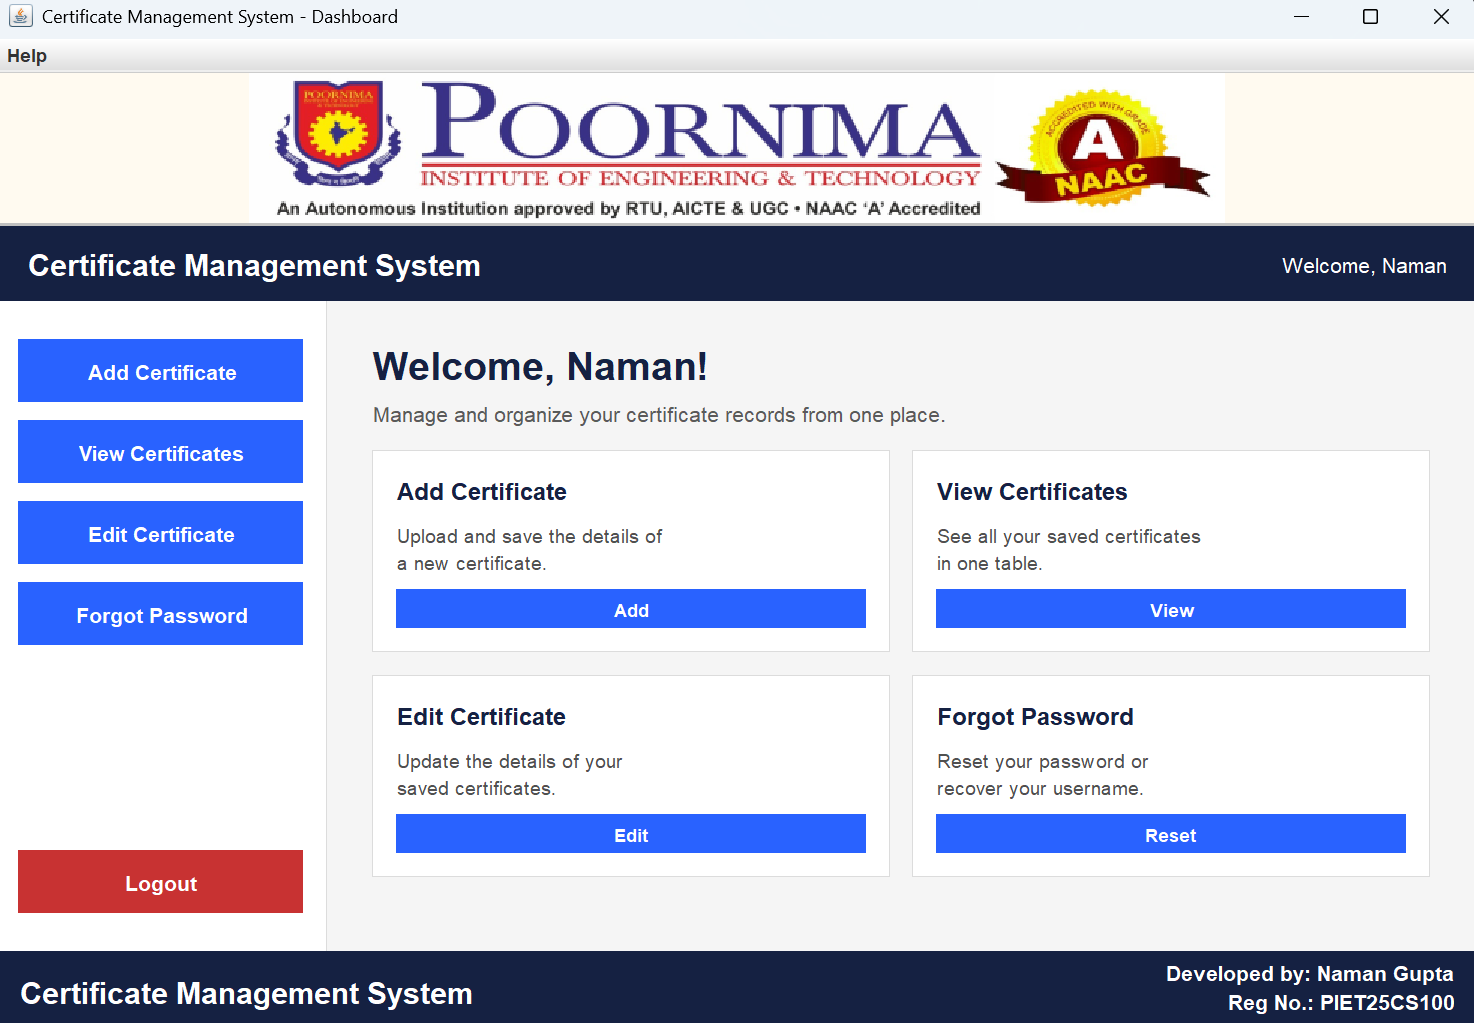 Certificate Management System - Dashboard
Help
POORNIMA
INSTITUTE OF ENGINEERING & TECHNOLOGY
An Autonomous Institution approved by RTU, AICTE & UGC • NAAC 'A' Accredited
POORNIMA
ACCREDITED WITH GRADE
A
NAAC
Certificate Management System
Welcome, Naman
Add Certificate
View Certificates
Edit Certificate
Forgot Password
Logout
Welcome, Naman!
Manage and organize your certificate records from one place.
Add Certificate
Upload and save the details of
a new certificate.
Add
View Certificates
See all your saved certificates
in one table.
View
Edit Certificate
Update the details of your
saved certificates.
Edit
Forgot Password
Reset your password or
recover your username.
Reset
Certificate Management System
Developed by: Naman Gupta
Reg No.: PIET25CS100